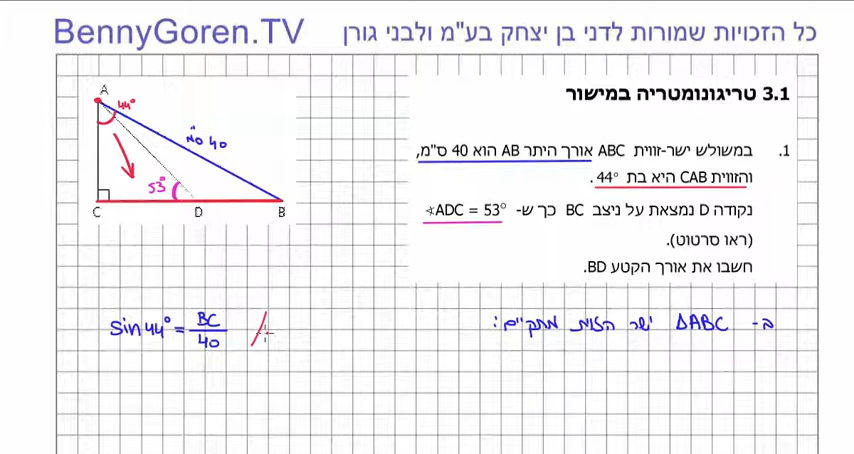 BennyGoren.TV כל הזכויות שמורות לדני בן יצחק בע"מ ולבני גורן
3.1 טריגונומטריה במישור
1. במשולש ישר-זווית ABC אורך היתר AB הוא 40 ס"מ,
והזווית CAB היא בת 44°.
נקודה D נמצאת על ניצב BC כך ש- ∢ADC = 53°
(ראו סרטוט).
חשבו את אורך הקטע BD.
A
44°
40 ס"מ
53°
C D B
ב- ΔABC ישר הזווית מתקיים:
sin44° = BC/40